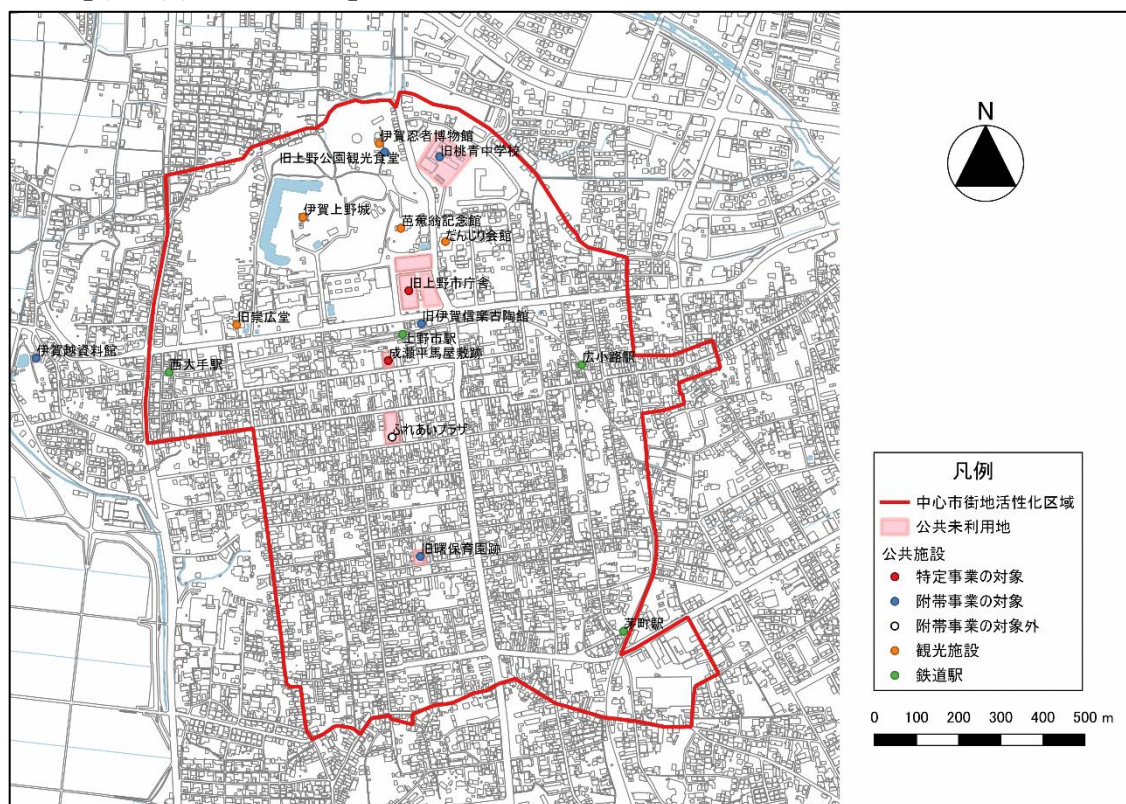 伊賀忍者博物館
旧上野公園観光食堂
旧桃青中学校
伊賀上野城
芭蕉翁記念館
だんじり会館
旧上野市庁舎
旧崇広堂
旧伊賀信楽古陶館
上野市駅
伊賀越資料館
西大手駅
成瀬平馬屋敷跡
広小路駅
ふれあいプラザ
旧曙保育園跡
茅町駅
N
凡例
中心市街地活性化区域
公共未利用地
公共施設
特定事業の対象
附帯事業の対象
附帯事業の対象外
観光施設
鉄道駅
0 100 200 300 400 500 m